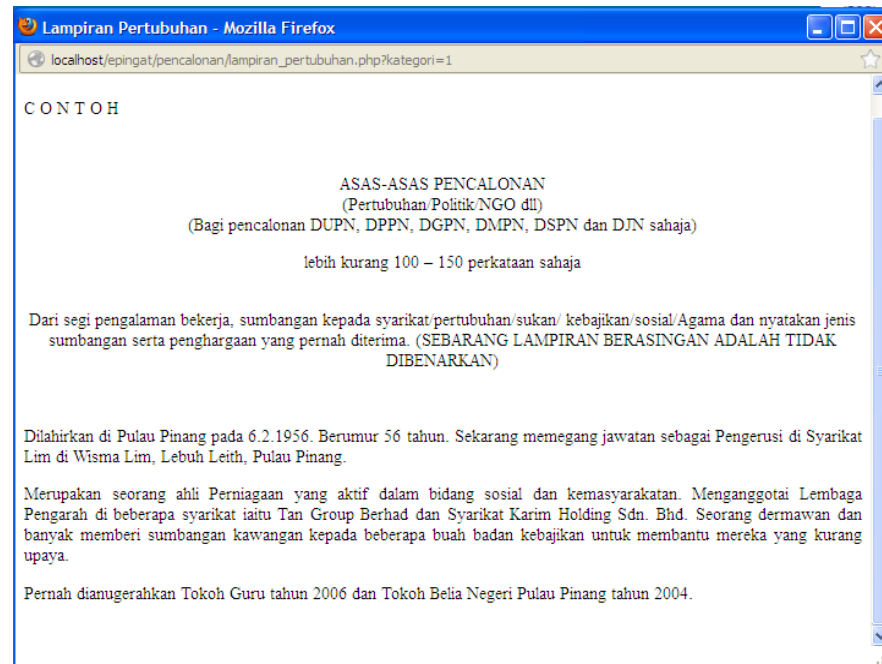 Lampiran Pertubuhan - Mozilla Firefox
localhost/epingat/pencalonan/lampiran_pertubuhan.php?kategori=1
C O N T O H
ASAS-ASAS PENCALONAN
(Pertubuhan/Politik/NGO dll)
(Bagi pencalonan DUPN, DPPN, DGPN, DMPN, DSPN dan DJN sahaja)
lebih kurang 100 – 150 perkataan sahaja
Dari segi pengalaman bekerja, sumbangan kepada syarikat/pertubuhan/sukan/ kebajikan/sosial/Agama dan nyatakan jenis
sumbangan serta penghargaan yang pernah diterima. (SEBARANG LAMPIRAN BERASINGAN ADALAH TIDAK
DIBENARKAN)
Dilahirkan di Pulau Pinang pada 6.2.1956. Berumur 56 tahun. Sekarang memegang jawatan sebagai Pengerusi di Syarikat
Lim di Wisma Lim, Lebuh Leith, Pulau Pinang.
Merupakan seorang ahli Perniagaan yang aktif dalam bidang sosial dan kemasyarakatan. Menganggotai Lembaga
Pengarah di beberapa syarikat iaitu Tan Group Berhad dan Syarikat Karim Holding Sdn. Bhd. Seorang dermawan dan
banyak memberi sumbangan kawangan kepada beberapa buah badan kebajikan untuk membantu mereka yang kurang
upaya.
Pernah dianugerahkan Tokoh Guru tahun 2006 dan Tokoh Belia Negeri Pulau Pinang tahun 2004.